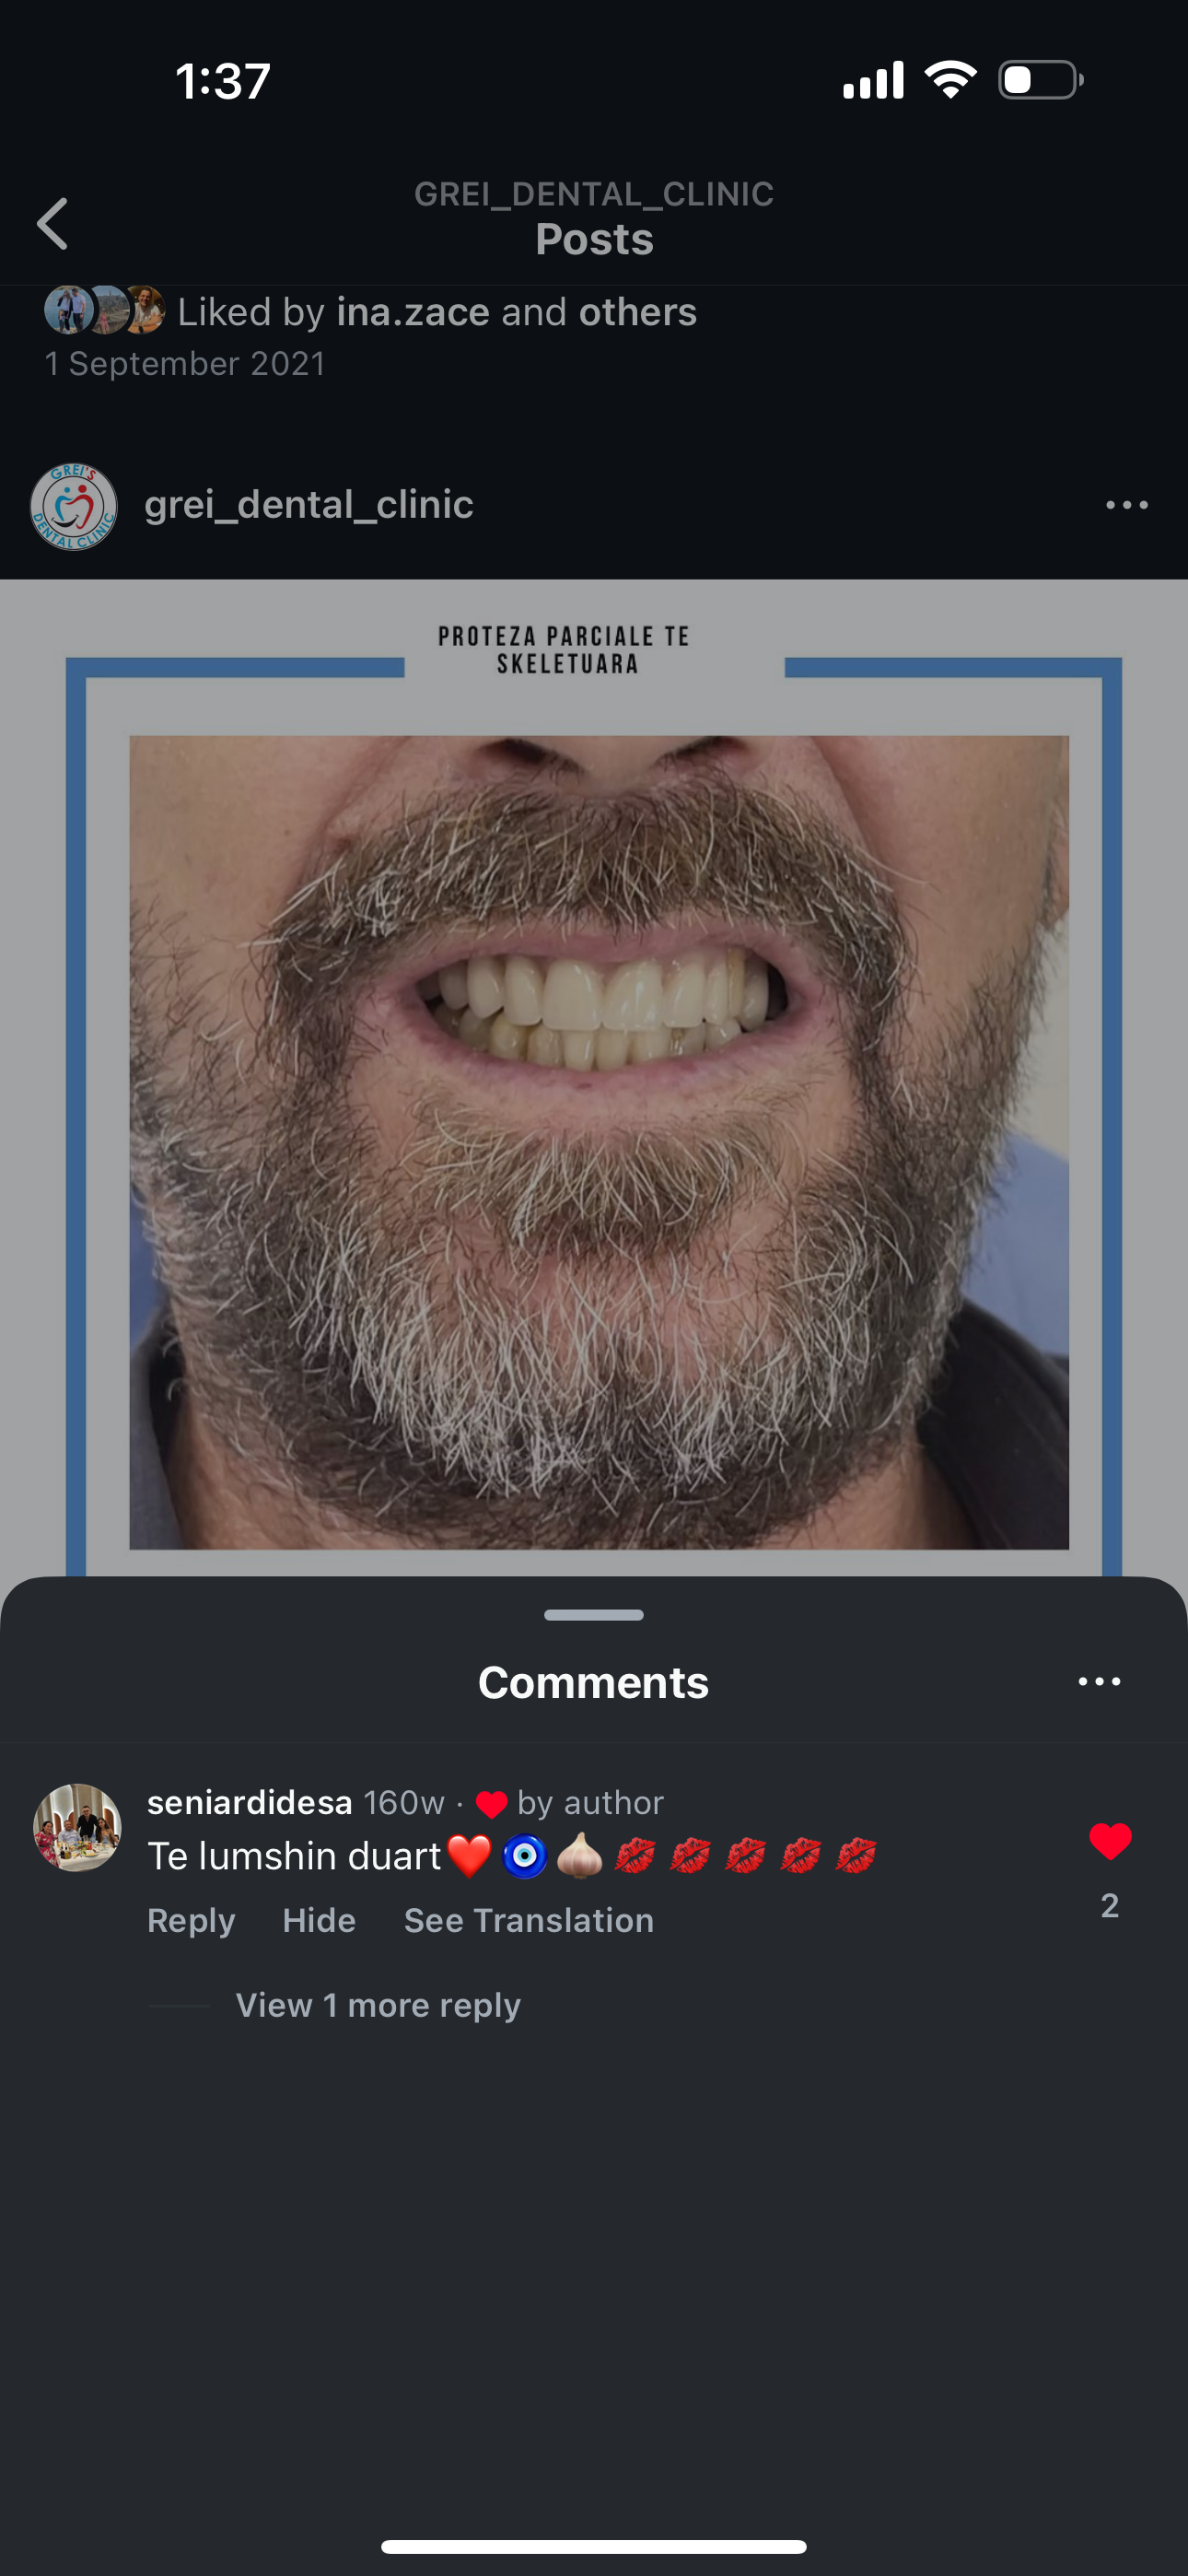 1:37
GREI_DENTAL_CLINIC
Posts
Liked by ina.zace and others
1 September 2021
GREI'S
DENTAL CLINIC
grei_dental_clinic
PROTEZA PARCIALE TE
SKELETUARA
Comments
seniardidesa 160w · ❤️ by author
Te lumshin duart❤️🧿🧄💋💋💋💋💋
2
Reply Hide See Translation
View 1 more reply